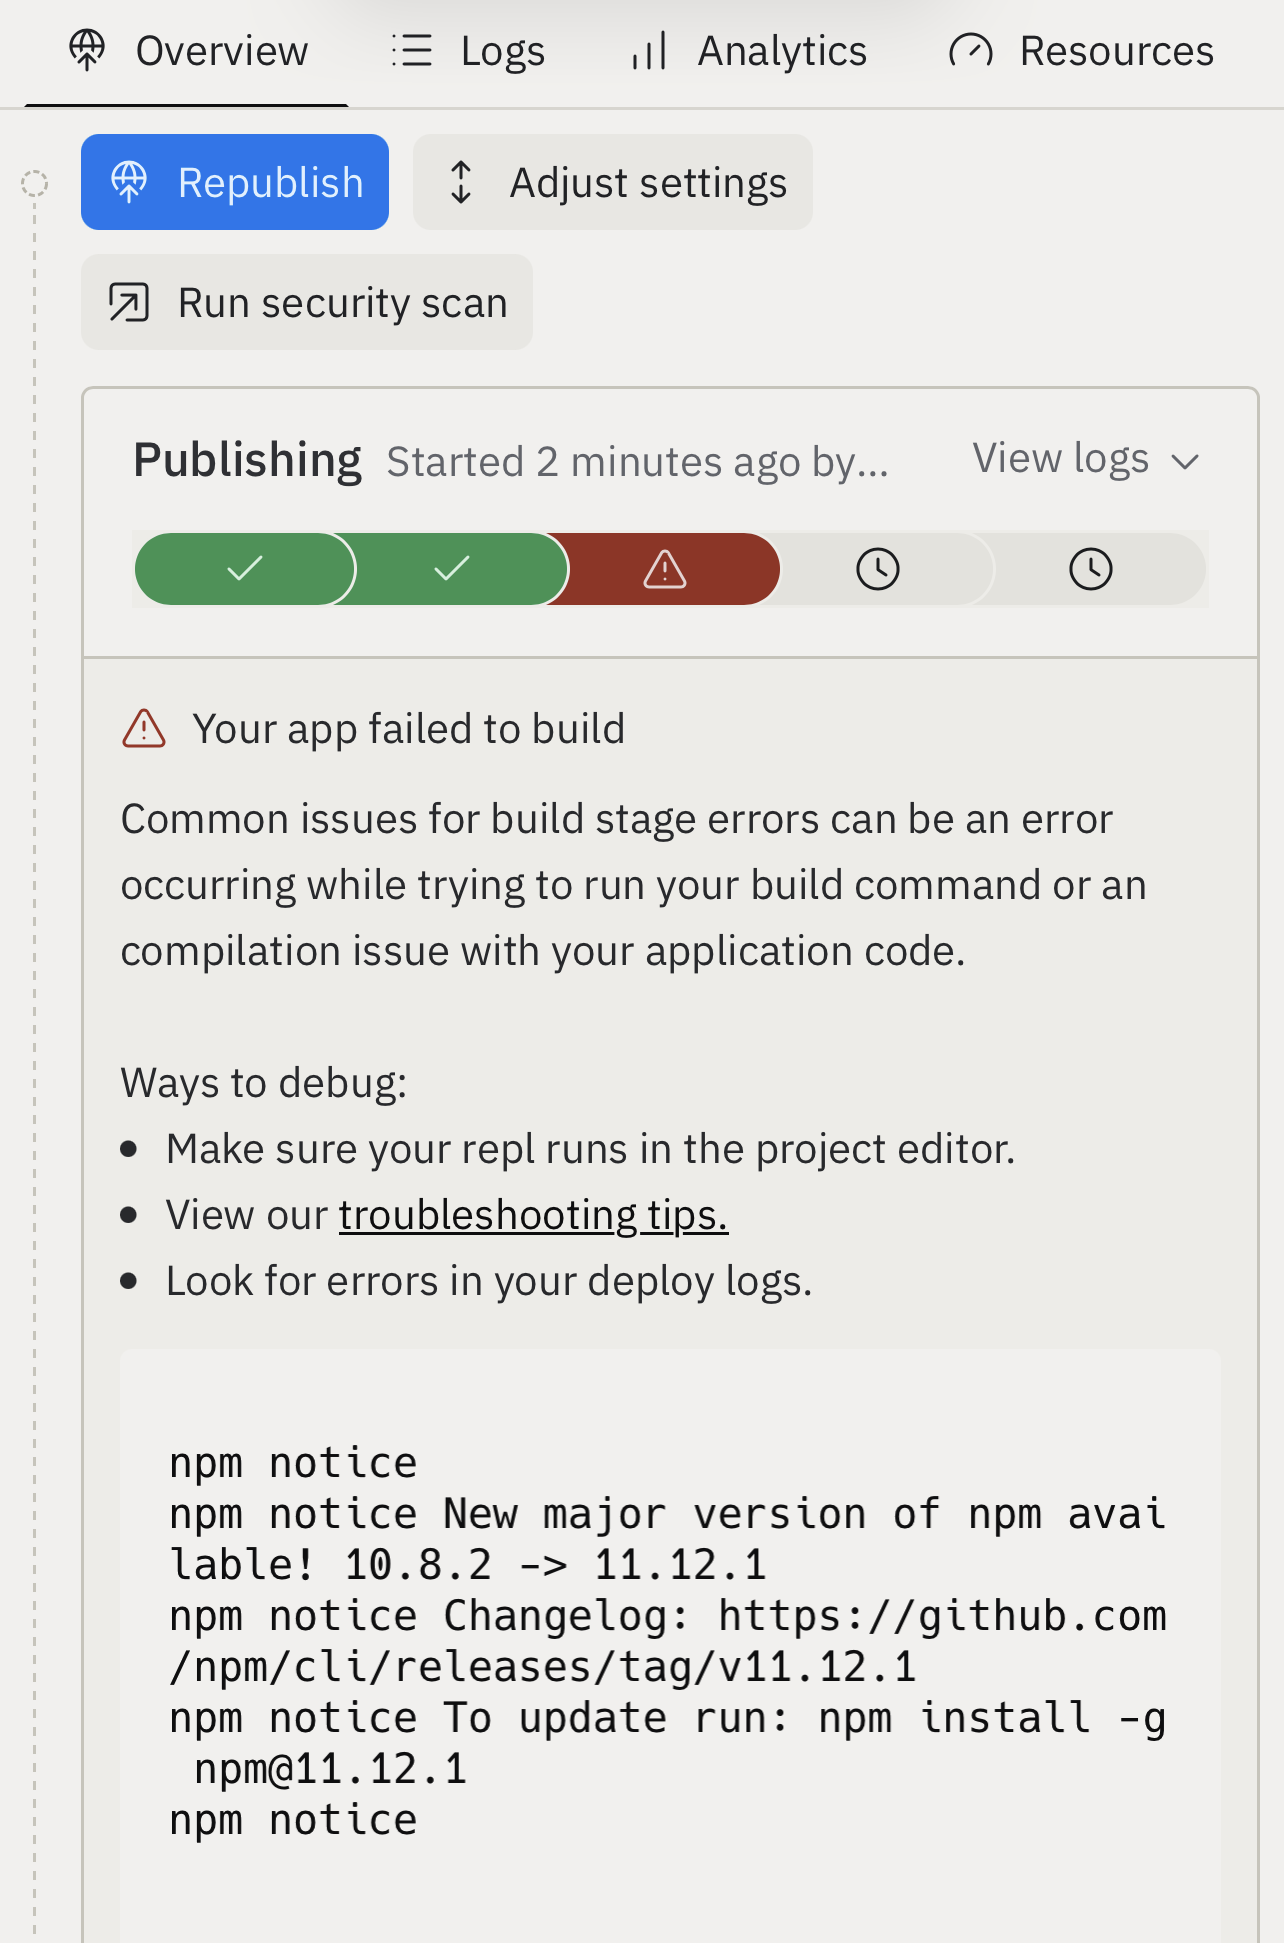 Overview Logs Analytics Resources
Republish Adjust settings
Run security scan
Publishing Started 2 minutes ago by... View logs
Your app failed to build
Common issues for build stage errors can be an error
occurring while trying to run your build command or an
compilation issue with your application code.
Ways to debug:
• Make sure your repl runs in the project editor.
• View our troubleshooting tips.
• Look for errors in your deploy logs.
npm notice
npm notice New major version of npm avai
lable! 10.8.2 -> 11.12.1
npm notice Changelog: https://github.com
/npm/cli/releases/tag/v11.12.1
npm notice To update run: npm install -g
 npm@11.12.1
npm notice